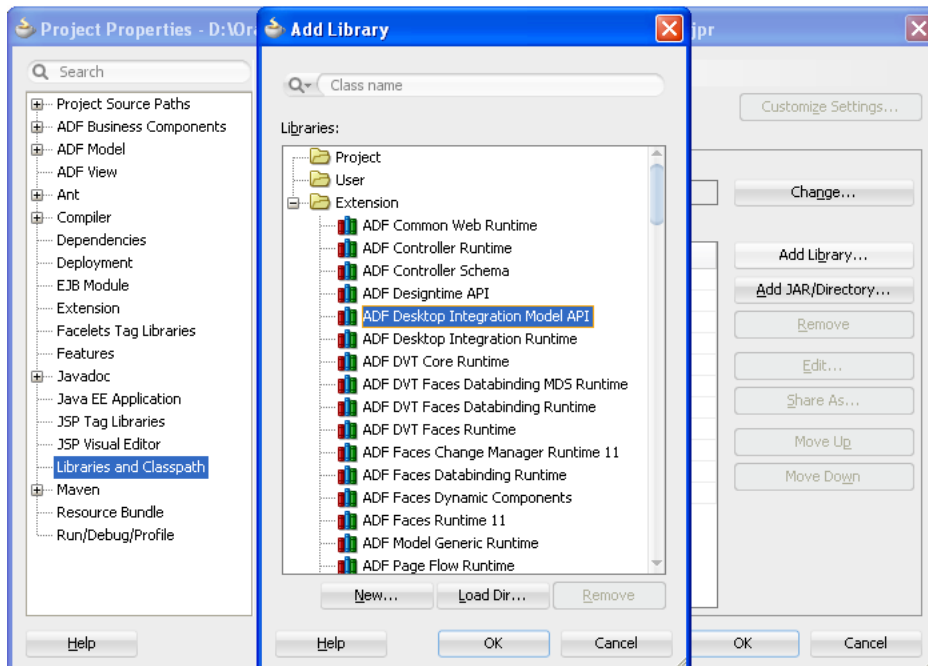 Project Properties - D:\Or
Search
Project Source Paths
ADF Business Components
ADF Model
ADF View
Ant
Compiler
Dependencies
Deployment
EJB Module
Extension
Facelets Tag Libraries
Features
Javadoc
Java EE Application
JSP Tag Libraries
JSP Visual Editor
Libraries and Classpath
Maven
Resource Bundle
Run/Debug/Profile
Help
Add Library
Class name
Libraries:
Project
User
Extension
ADF Common Web Runtime
ADF Controller Runtime
ADF Controller Schema
ADF Designtime API
ADF Desktop Integration Model API
ADF Desktop Integration Runtime
ADF DVT Core Runtime
ADF DVT Faces Databinding MDS Runtime
ADF DVT Faces Databinding Runtime
ADF DVT Faces Runtime
ADF Faces Change Manager Runtime 11
ADF Faces Databinding Runtime
ADF Faces Dynamic Components
ADF Faces Runtime 11
ADF Model Generic Runtime
ADF Page Flow Runtime
New...
Load Dir...
Remove
Help
OK
Cancel
jpr
Customize Settings...
Change...
Add Library...
Add JAR/Directory...
Remove
Edit...
Share As...
Move Up
Move Down
OK
Cancel